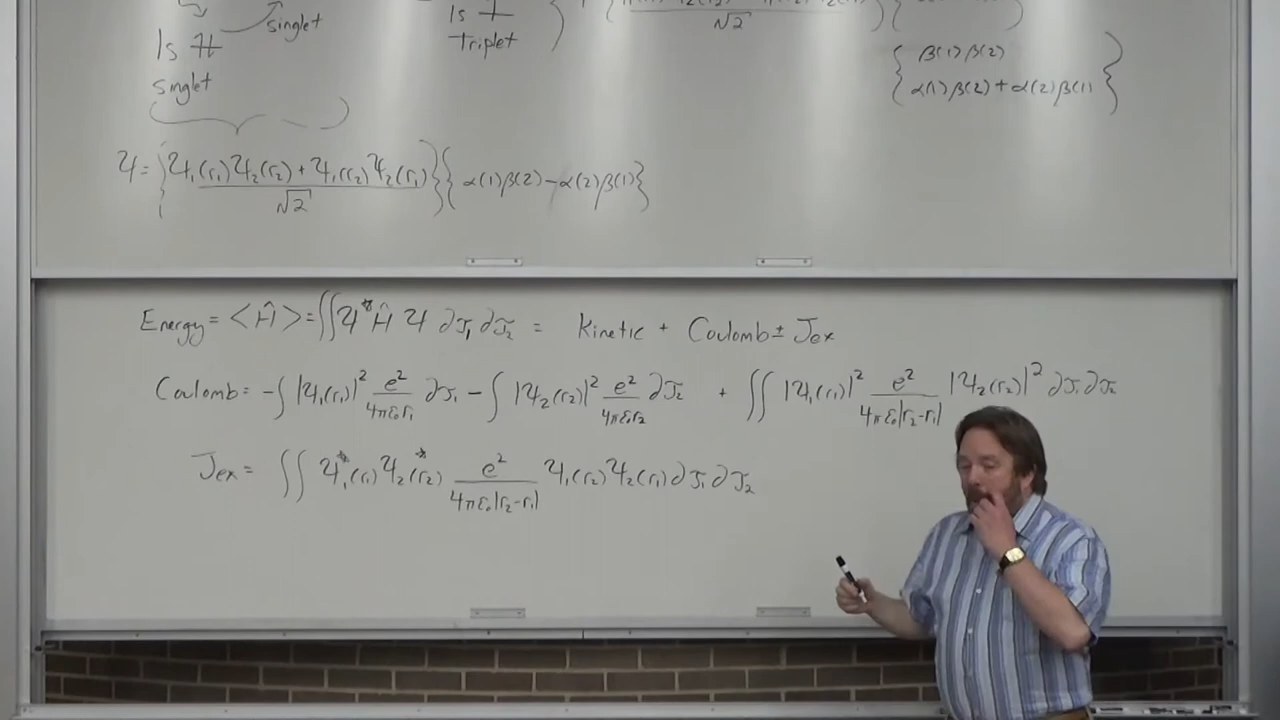 singlet
1s ⥮
singlet
1s ↿
triplet
√2
{ β(1)β(2)
α(1)β(2)+α(2)β(1) }
Ψ = {Ψ₁(r₁)Ψ₂(r₂)+Ψ₁(r₂)Ψ₂(r₁) / √2}{α(1)β(2)-α(2)β(1)}
Energy = <Ĥ> = ∬Ψ*ĤΨ ∂τ₁∂τ₂ = Kinetic + Coulomb ± Jex
Coulomb = -∫|Ψ₁(r₁)|² e²/4πε₀r₁ ∂τ₁ - ∫|Ψ₂(r₂)|² e²/4πε₀r₂ ∂τ₂ + ∬|Ψ₁(r₁)|² e²/4πε₀|r₂-r₁| |Ψ₂(r₂)|² ∂τ₁∂τ₂
Jex = ∬Ψ₁*(r₁)Ψ₂*(r₂) e²/4πε₀|r₂-r₁| Ψ₁(r₂)Ψ₂(r₁)∂τ₁∂τ₂